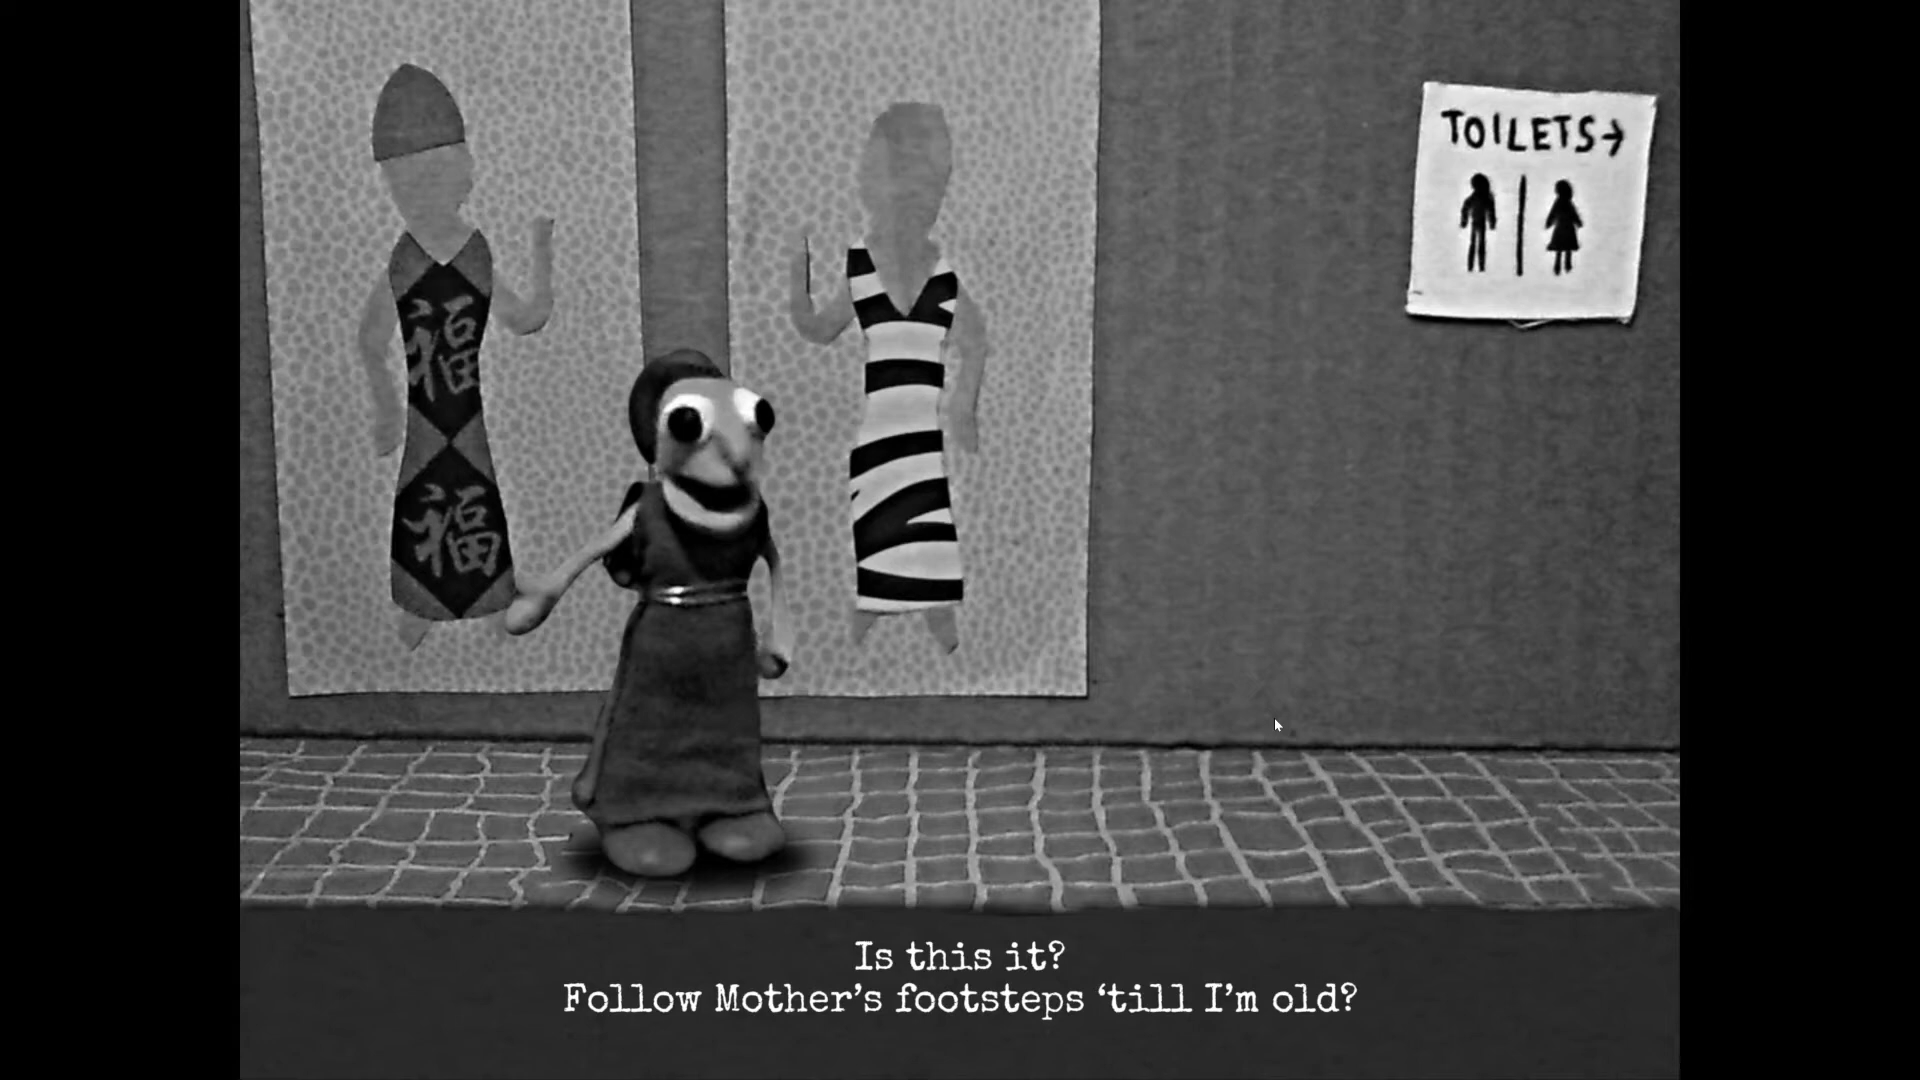 福
福
TOILETS→
Is this it?
Follow Mother’s footsteps ‘till I’m old?